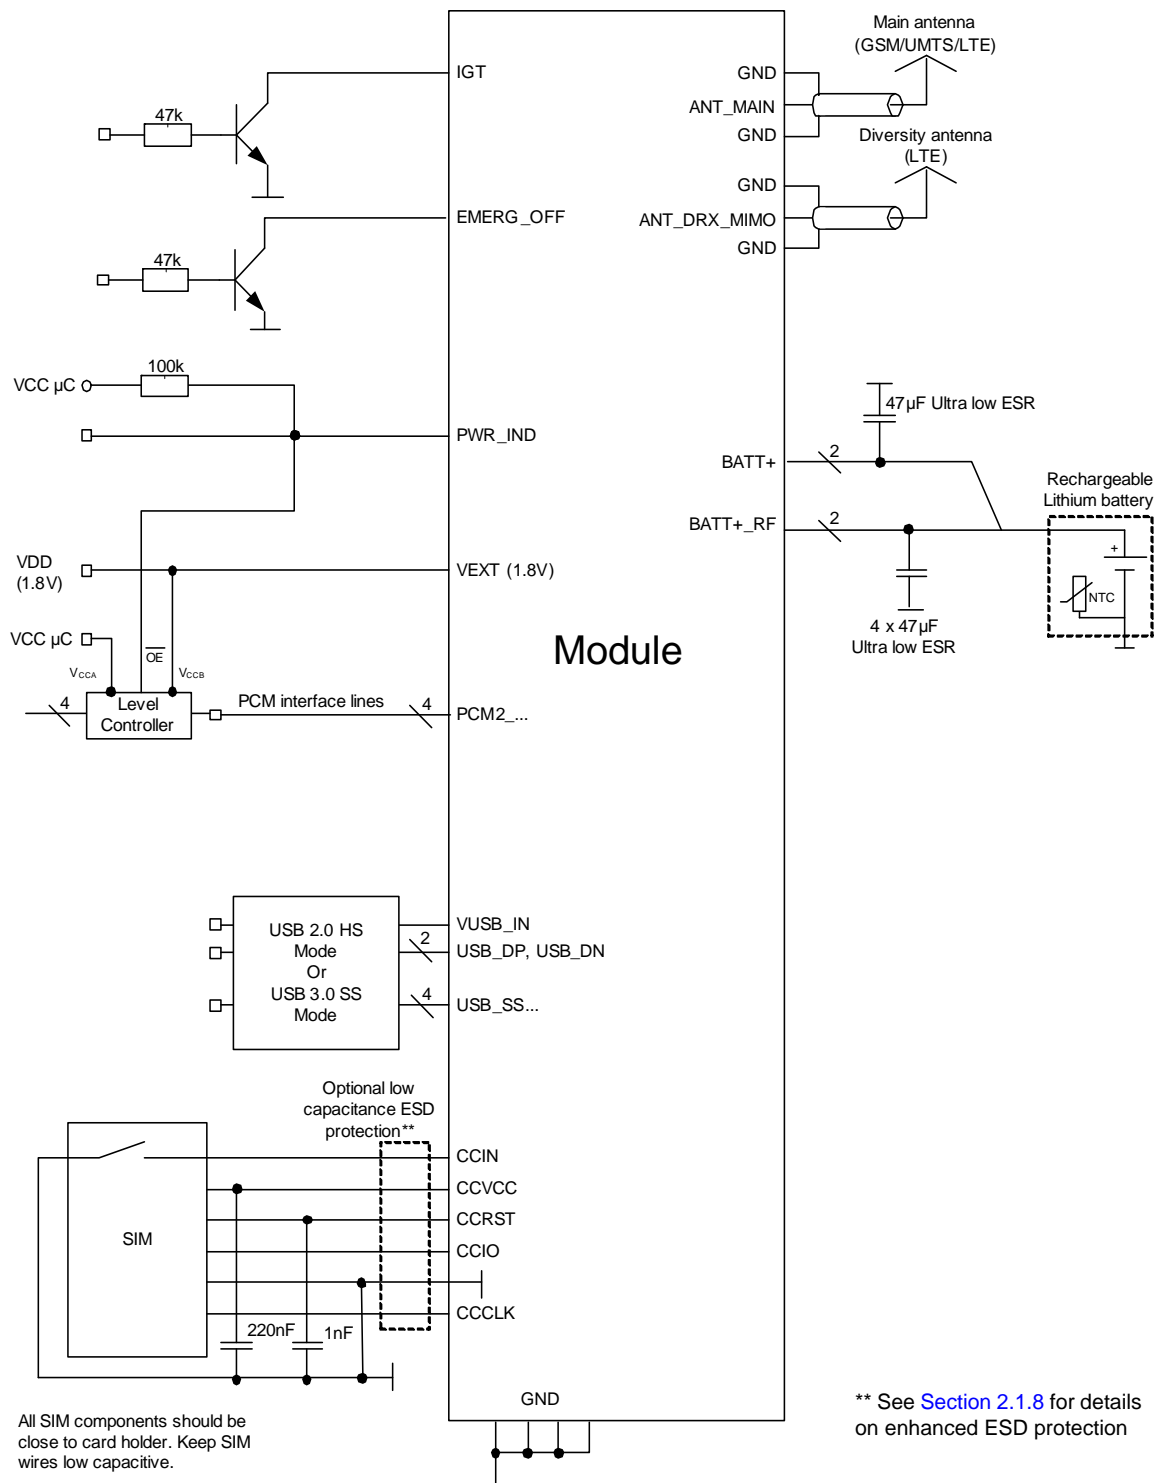 Main antenna
(GSM/UMTS/LTE)
IGT
GND
47k
ANT_MAIN
GND
Diversity antenna
(LTE)
GND
EMERG_OFF
ANT_DRX_MIMO
GND
47k
100k
VCC µC
47µF Ultra low ESR
PWR_IND
BATT+
2
Rechargeable
Lithium battery
BATT+_RF
2
VDD
(1.8V)
VEXT (1.8V)
+
NTC
4 x 47µF
Ultra low ESR
VCC µC
OE
VCCA
VCCB
Module
4
Level
Controller
PCM interface lines
4
PCM2_...
USB 2.0 HS
Mode
Or
USB 3.0 SS
Mode
VUSB_IN
2
USB_DP, USB_DN
4
USB_SS...
Optional low
capacitance ESD
protection**
CCIN
CCVCC
CCRST
SIM
CCIO
CCCLK
220nF
1nF
GND
All SIM components should be
close to card holder. Keep SIM
wires low capacitive.
** See Section 2.1.8 for details
on enhanced ESD protection